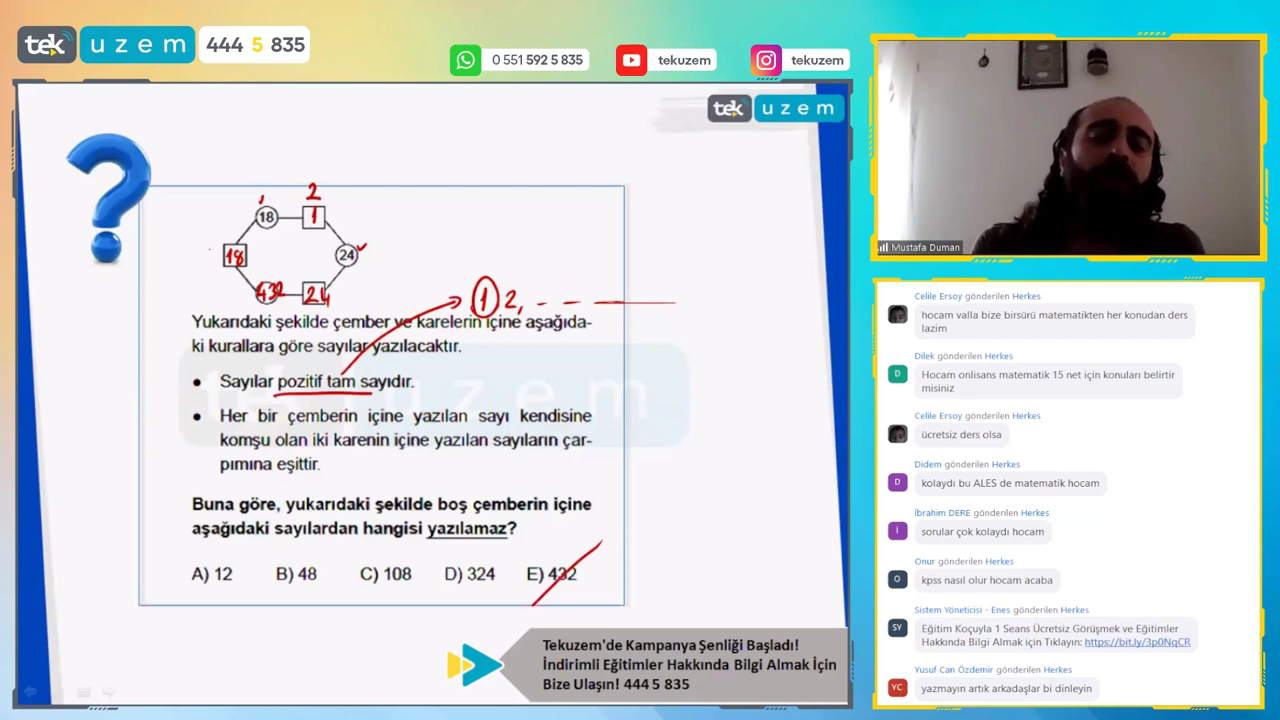 tek uzem 444 5 835
0 551 592 5 835
tekuzem
tekuzem
tek uzem
2
18
1
18
24
432
24
1 2,
Yukarıdaki şekilde çember ve karelerin içine aşağıda-
ki kurallara göre sayılar yazılacaktır.
● Sayılar pozitif tam sayıdır.
● Her bir çemberin içine yazılan sayı kendisine
komşu olan iki karenin içine yazılan sayıların çar-
pımına eşittir.
Buna göre, yukarıdaki şekilde boş çemberin içine
aşağıdaki sayılardan hangisi yazılamaz?
A) 12 B) 48 C) 108 D) 324 E) 432
Tekuzem'de Kampanya Şenliği Başladı!
İndirimli Eğitimler Hakkında Bilgi Almak İçin
Bize Ulaşın! 444 5 835
Mustafa Duman
Celile Ersoy gönderilen Herkes
hocam valla bize birsürü matematikten her konudan ders
lazim
Dilek gönderilen Herkes
D
Hocam onlisans matematik 15 net için konuları belirtir
misiniz
Celile Ersoy gönderilen Herkes
ücretsiz ders olsa
Didem gönderilen Herkes
D
kolaydı bu ALES de matematik hocam
İbrahim DERE gönderilen Herkes
İ
sorular çok kolaydı hocam
Onur gönderilen Herkes
O
kpss nasıl olur hocam acaba
Sistem Yöneticisi - Enes gönderilen Herkes
SY
Eğitim Koçuyla 1 Seans Ücretsiz Görüşmek ve Eğitimler
Hakkında Bilgi Almak için Tıklayın: https://bit.ly/3p0NqCR
Yusuf Can Özdemir gönderilen Herkes
YC
yazmayın artık arkadaşlar bi dinleyin